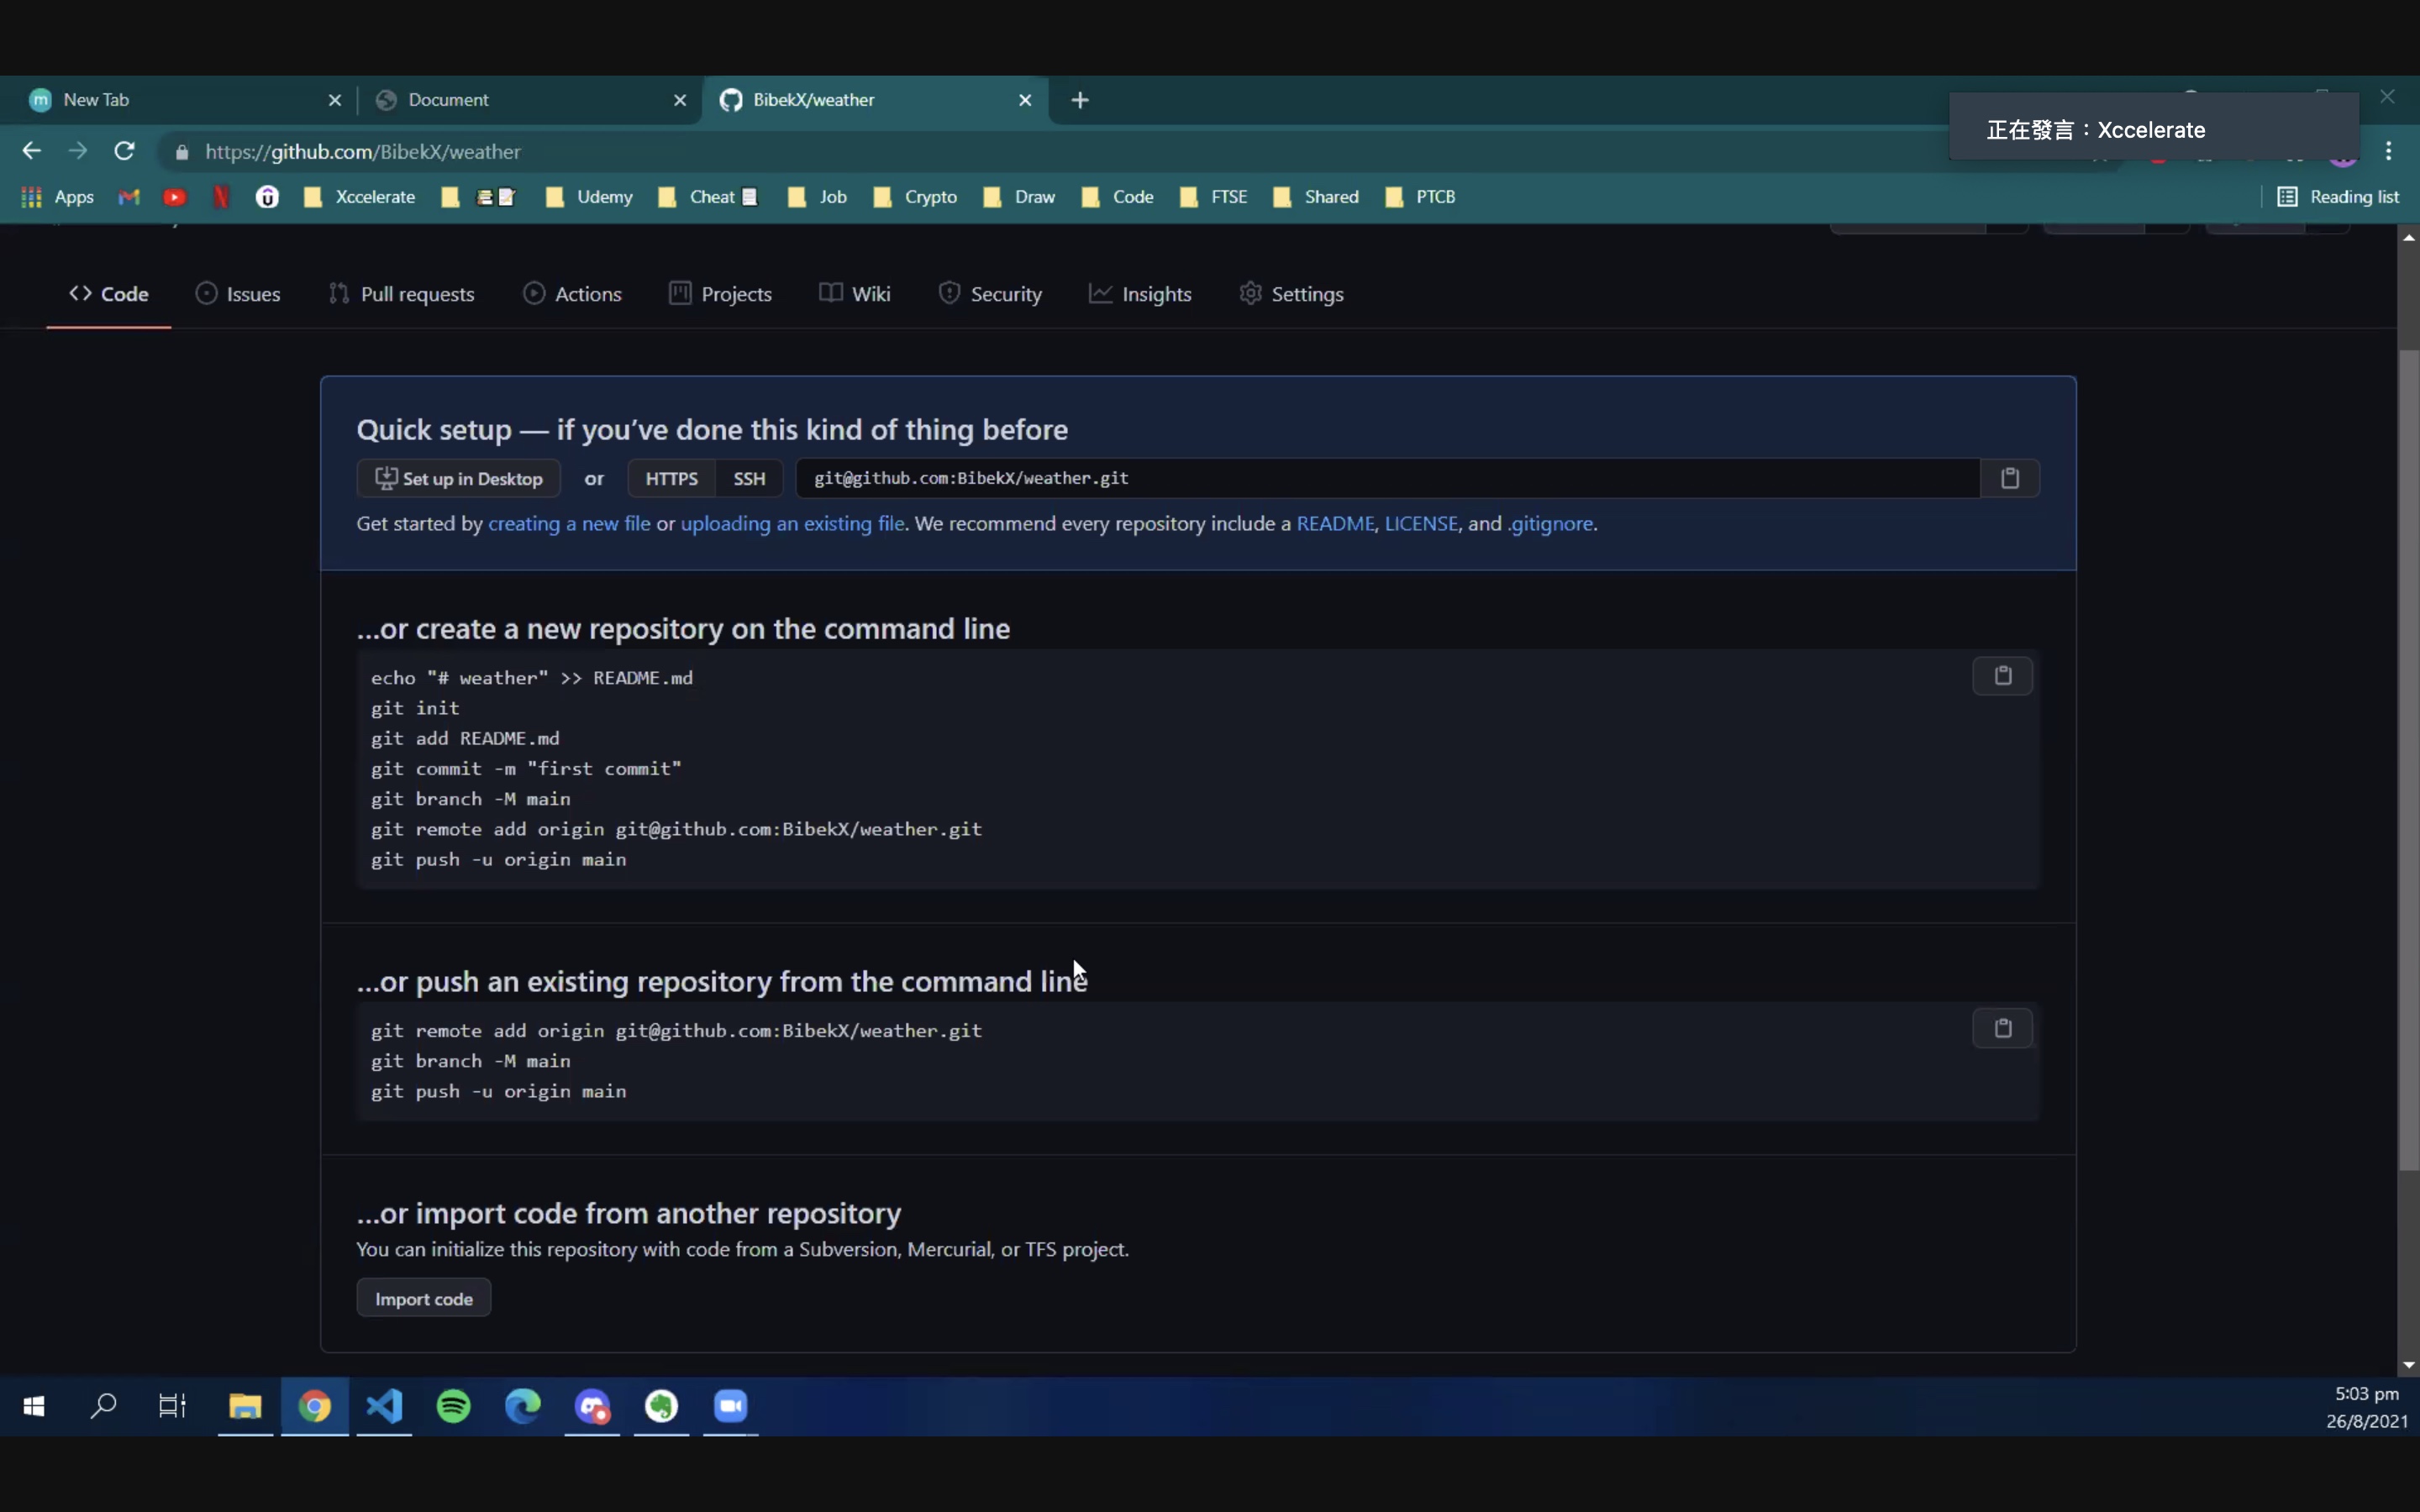 New Tab
Document
BibekX/weather
正在發言：Xccelerate
https://github.com/BibekX/weather
Apps
Xccelerate
Udemy
Cheat
Job
Crypto
Draw
Code
FTSE
Shared
PTCB
Reading list
Code
Issues
Pull requests
Actions
Projects
Wiki
Security
Insights
Settings
Quick setup — if you’ve done this kind of thing before
Set up in Desktop or HTTPS SSH git@github.com:BibekX/weather.git
Get started by creating a new file or uploading an existing file. We recommend every repository include a README, LICENSE, and .gitignore.
…or create a new repository on the command line
echo "# weather" >> README.md
git init
git add README.md
git commit -m "first commit"
git branch -M main
git remote add origin git@github.com:BibekX/weather.git
git push -u origin main
…or push an existing repository from the command line
git remote add origin git@github.com:BibekX/weather.git
git branch -M main
git push -u origin main
…or import code from another repository
You can initialize this repository with code from a Subversion, Mercurial, or TFS project.
Import code
5:03 pm
26/8/2021